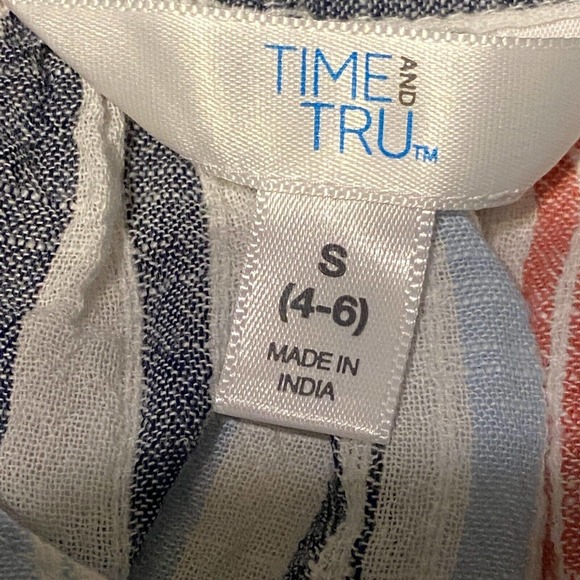 TIME AND
TRU™
S
(4-6)
MADE IN
INDIA